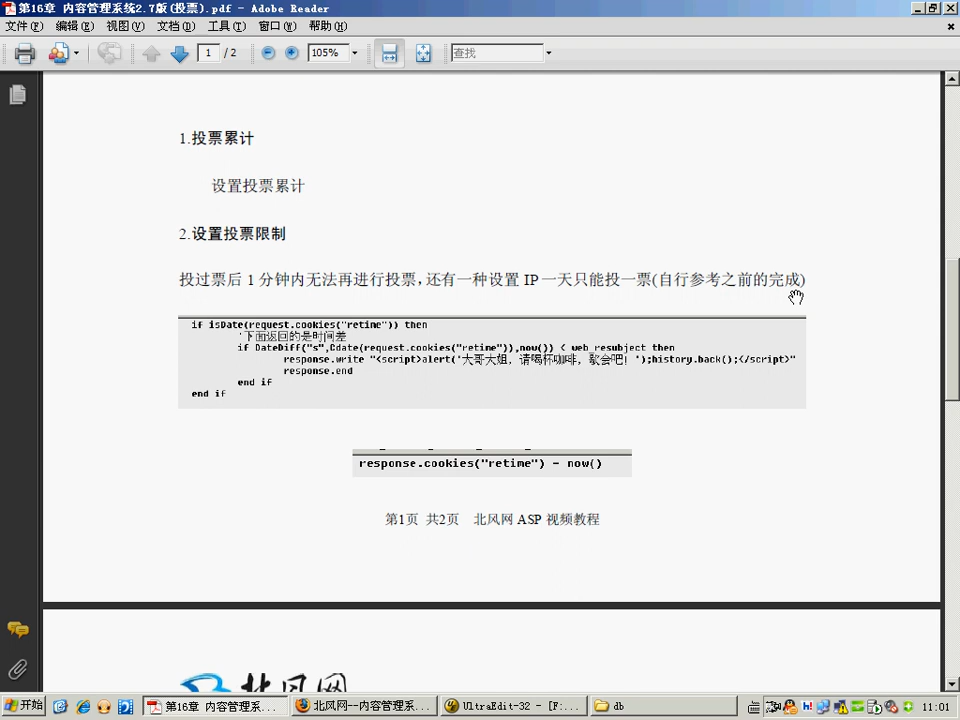 第16章 内容管理系统2.7版(投票).pdf - Adobe Reader
文件(F) 编辑(E) 视图(V) 文档(D) 工具(T) 窗口(W) 帮助(H)
1 / 2 105% 查找
1.投票累计
设置投票累计
2.设置投票限制
投过票后 1 分钟内无法再进行投票,还有一种设置 IP 一天只能投一票(自行参考之前的完成)
if isDate(request.cookies("retime")) then
'下面返回的是时间差
if DateDiff("s",Cdate(request.cookies("retime")),now()) < web_resubject then
response.write "<script>alert('大哥大姐，请喝杯咖啡，歇会吧！');history.back();</script>"
response.end
end if
end if
response.cookies("retime") = now()
第1页 共2页 北风网 ASP 视频教程
北风网
开始 第16章 内容管理系... 北风网--内容管理系... UltraEdit-32 - [F:... db 11:01